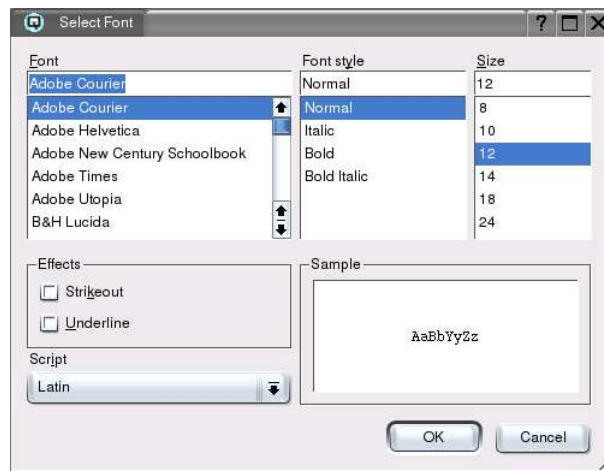 Select Font
Font
Font style
Size
Adobe Courier
Normal
12
Adobe Courier
Adobe Helvetica
Adobe New Century Schoolbook
Adobe Times
Adobe Utopia
B&H Lucida
Normal
Italic
Bold
Bold Italic
8
10
12
14
18
24
Effects
Strikeout
Underline
Script
Latin
Sample
AaBbYyZz
OK
Cancel